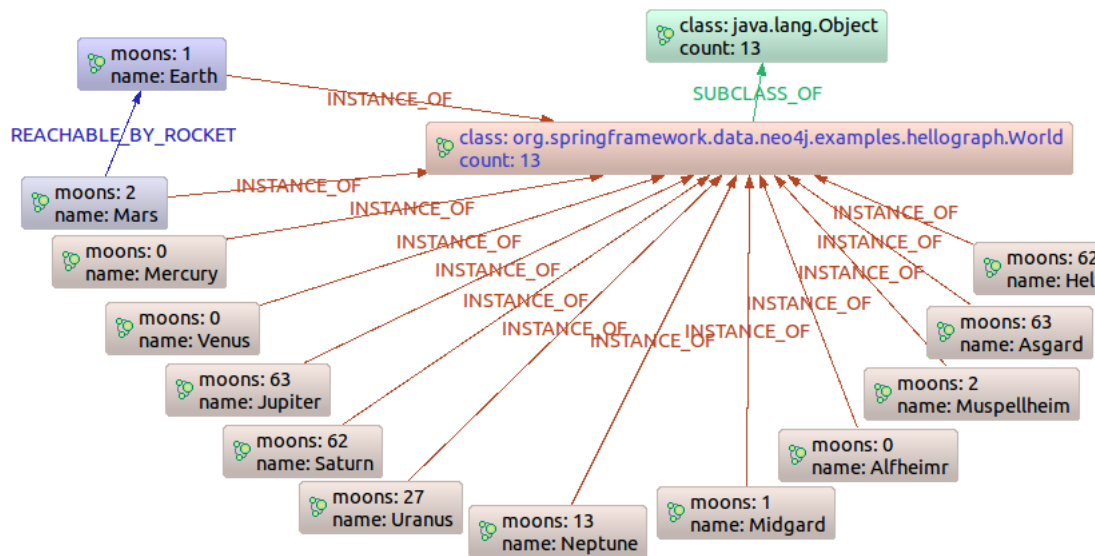 moons: 1
name: Earth
class: java.lang.Object
count: 13
INSTANCE_OF
SUBCLASS_OF
REACHABLE_BY_ROCKET
class: org.springframework.data.neo4j.examples.hellograph.World
count: 13
moons: 2
name: Mars
INSTANCE_OF
moons: 0
name: Mercury
INSTANCE_OF
INSTANCE_OF
moons: 62
name: Hel
moons: 0
name: Venus
INSTANCE_OF
INSTANCE_OF
moons: 63
name: Asgard
INSTANCE_OF
INSTANCE_OF
moons: 63
name: Jupiter
INSTANCE_OF
INSTANCE_OF
moons: 2
name: Muspellheim
INSTANCE_OF
INSTANCE_OF
moons: 62
name: Saturn
moons: 0
name: Alfheimr
moons: 27
name: Uranus
moons: 13
name: Neptune
moons: 1
name: Midgard
INSTANCE_OF